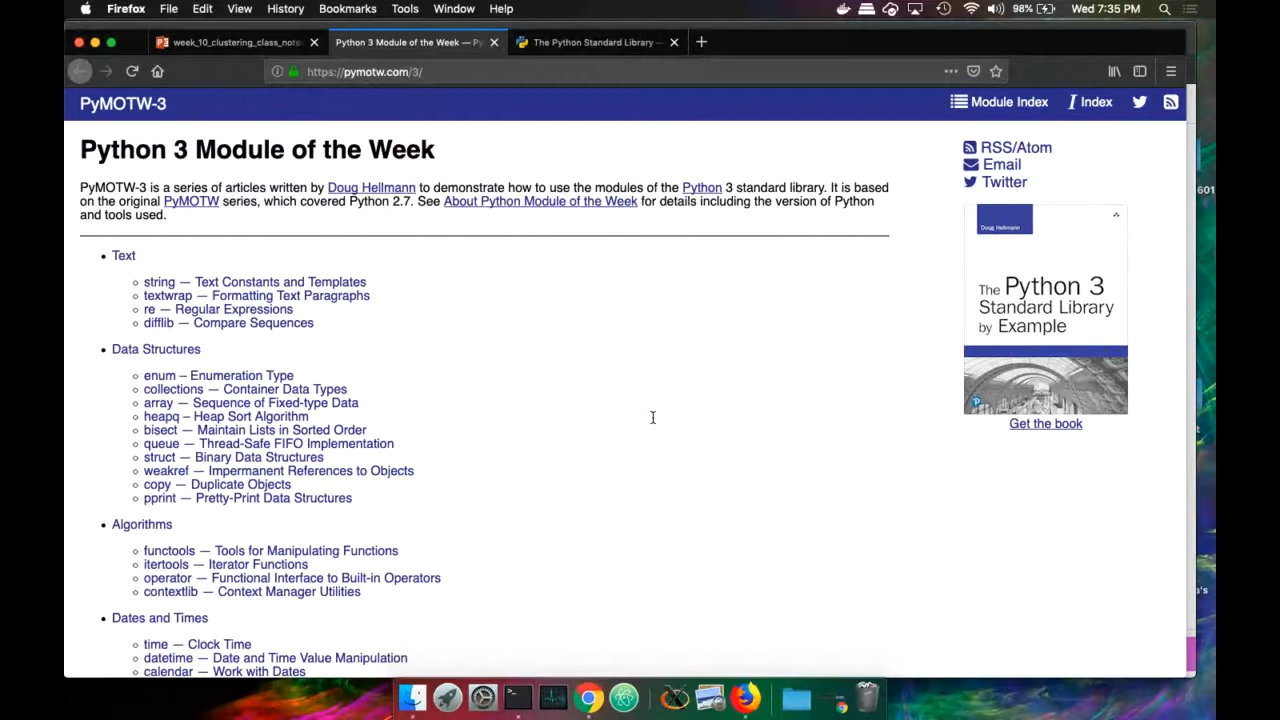 Firefox File Edit View History Bookmarks Tools Window Help 98% Wed 7:35 PM
week_10_clustering_class_note
Python 3 Module of the Week — Py
The Python Standard Library —
https://pymotw.com/3/
PyMOTW-3
Module Index
Index
Python 3 Module of the Week
PyMOTW-3 is a series of articles written by Doug Hellmann to demonstrate how to use the modules of the Python 3 standard library. It is based
on the original PyMOTW series, which covered Python 2.7. See About Python Module of the Week for details including the version of Python
and tools used.
Text
string — Text Constants and Templates
textwrap — Formatting Text Paragraphs
re — Regular Expressions
difflib — Compare Sequences
Data Structures
enum – Enumeration Type
collections — Container Data Types
array — Sequence of Fixed-type Data
heapq – Heap Sort Algorithm
bisect — Maintain Lists in Sorted Order
queue — Thread-Safe FIFO Implementation
struct — Binary Data Structures
weakref — Impermanent References to Objects
copy — Duplicate Objects
pprint — Pretty-Print Data Structures
Algorithms
functools — Tools for Manipulating Functions
itertools — Iterator Functions
operator — Functional Interface to Built-in Operators
contextlib — Context Manager Utilities
Dates and Times
time — Clock Time
datetime — Date and Time Value Manipulation
calendar — Work with Dates
RSS/Atom
Email
Twitter
Doug Hellmann
The Python 3
Standard Library
by Example
Get the book
601